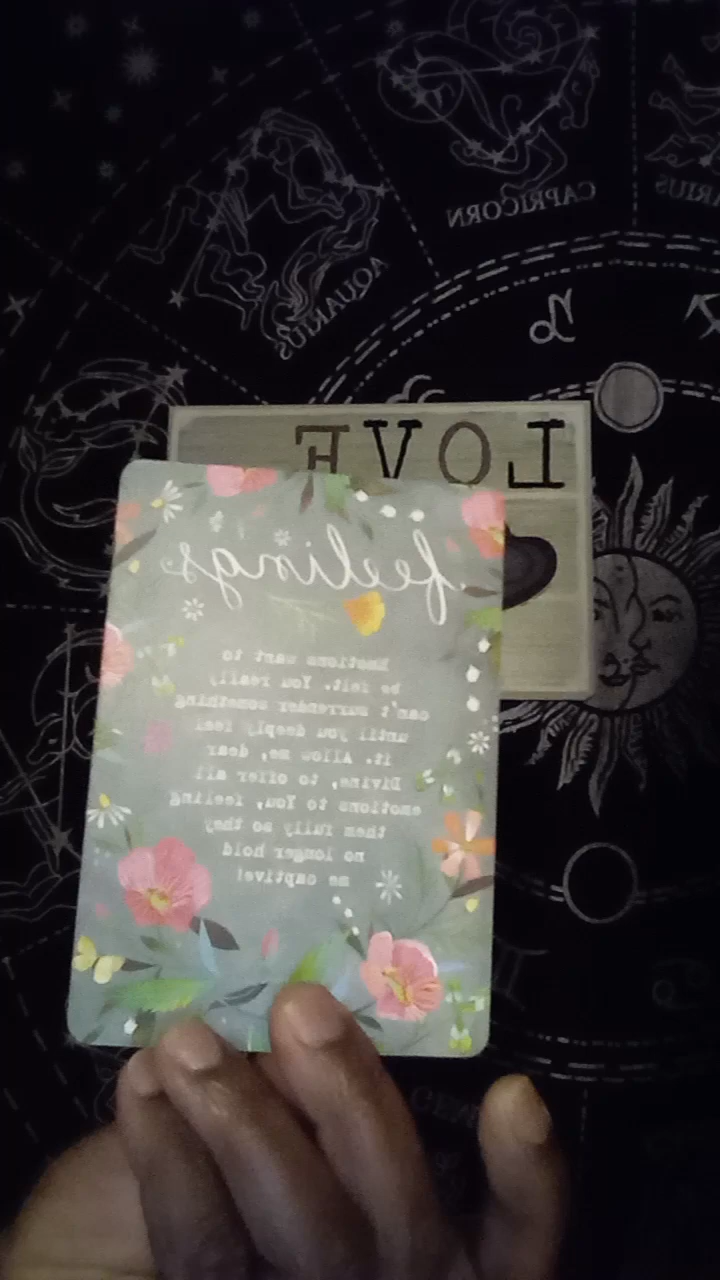 CAPRICORN
AQUARIUS
LOVE
feelings
Emotions want to
be felt. You really
can't surrender something
until you deeply feel
it. Allow me, dear
Divine, to offer all
emotions to You, feeling
them fully so they
no longer hold
me captive!